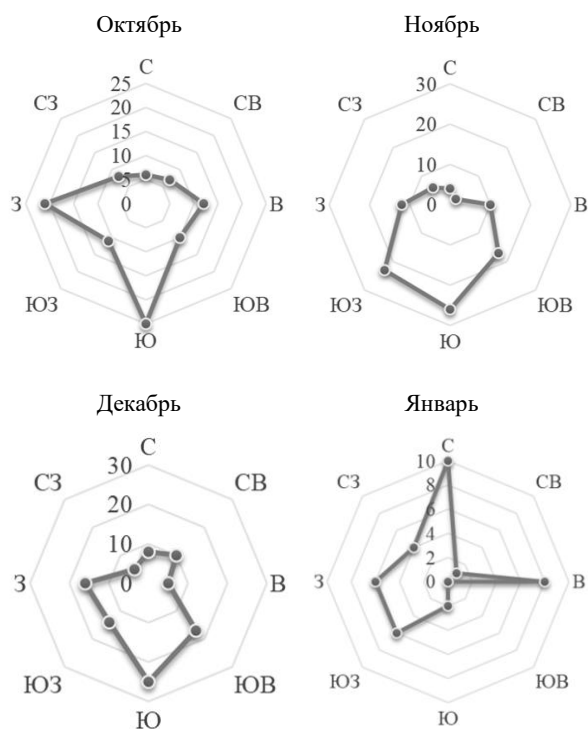 Октябрь
С
25
20
15
10
5
0
СЗ
СВ
З
В
ЮЗ
ЮВ
Ю
Ноябрь
С
30
20
10
0
СЗ
СВ
З
В
ЮЗ
ЮВ
Ю
Декабрь
С
30
20
10
0
СЗ
СВ
З
В
ЮЗ
ЮВ
Ю
Январь
С
10
8
6
4
2
0
СЗ
СВ
З
В
ЮЗ
ЮВ
Ю